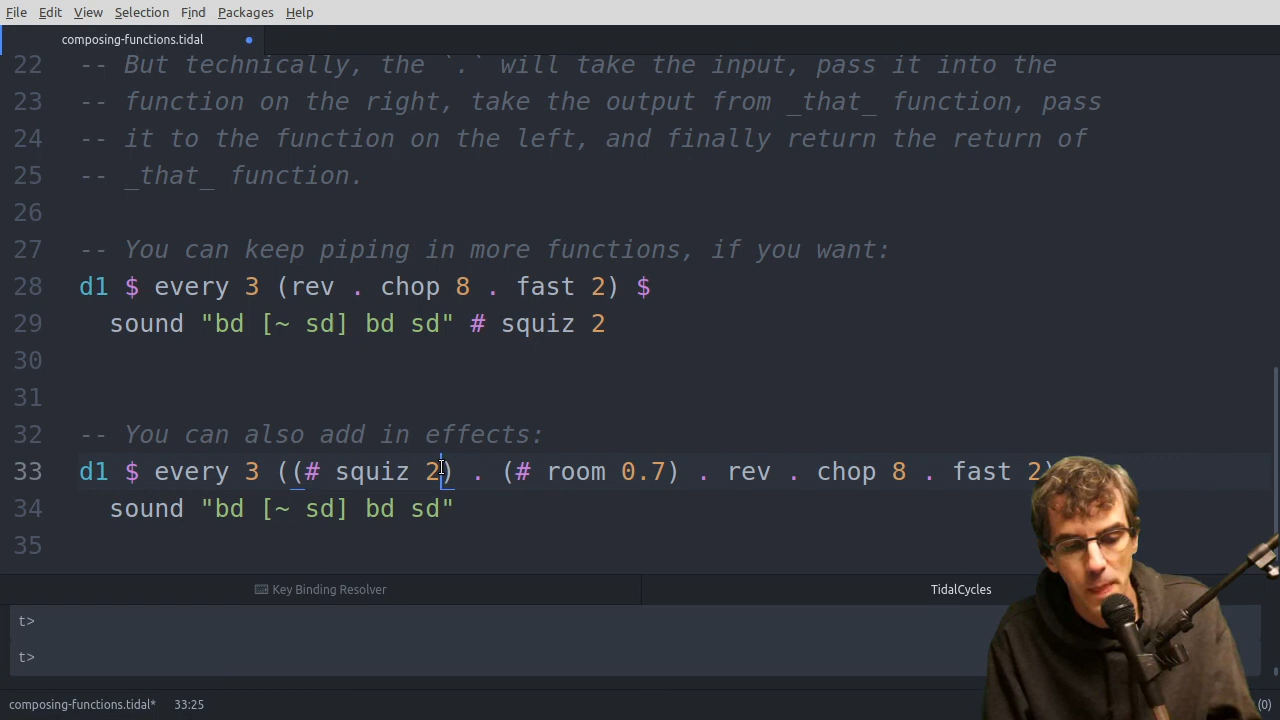 File Edit View Selection Find Packages Help
composing-functions.tidal
22 -- But technically, the `.` will take the input, pass it into the
23 -- function on the right, take the output from _that_ function, pass
24 -- it to the function on the left, and finally return the return of
25 -- _that_ function.
26
27 -- You can keep piping in more functions, if you want:
28 d1 $ every 3 (rev . chop 8 . fast 2) $
29 sound "bd [~ sd] bd sd" # squiz 2
30
31
32 -- You can also add in effects:
33 d1 $ every 3 ((# squiz 2) . (# room 0.7) . rev . chop 8 . fast 2)
34 sound "bd [~ sd] bd sd"
35
Key Binding Resolver TidalCycles
t>
t>
composing-functions.tidal* 33:25 (0)